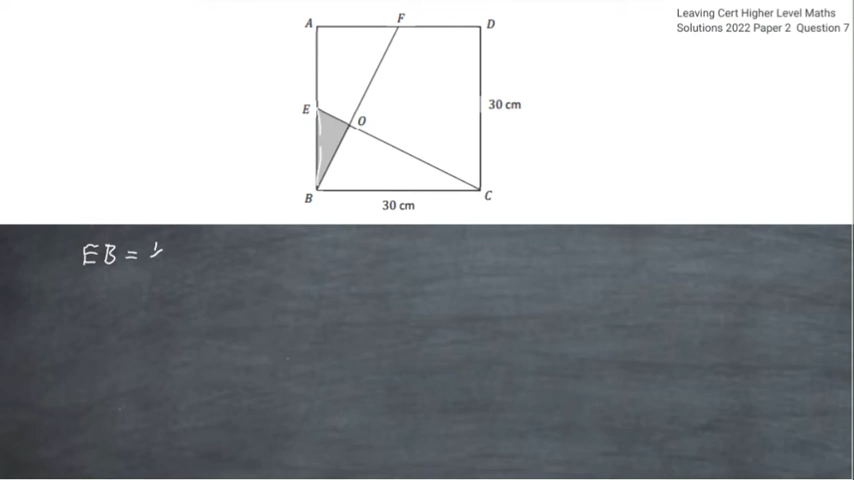 Leaving Cert Higher Level Maths
Solutions 2022 Paper 2 Question 7
A
F
D
E
O
30 cm
B
C
30 cm
EB =